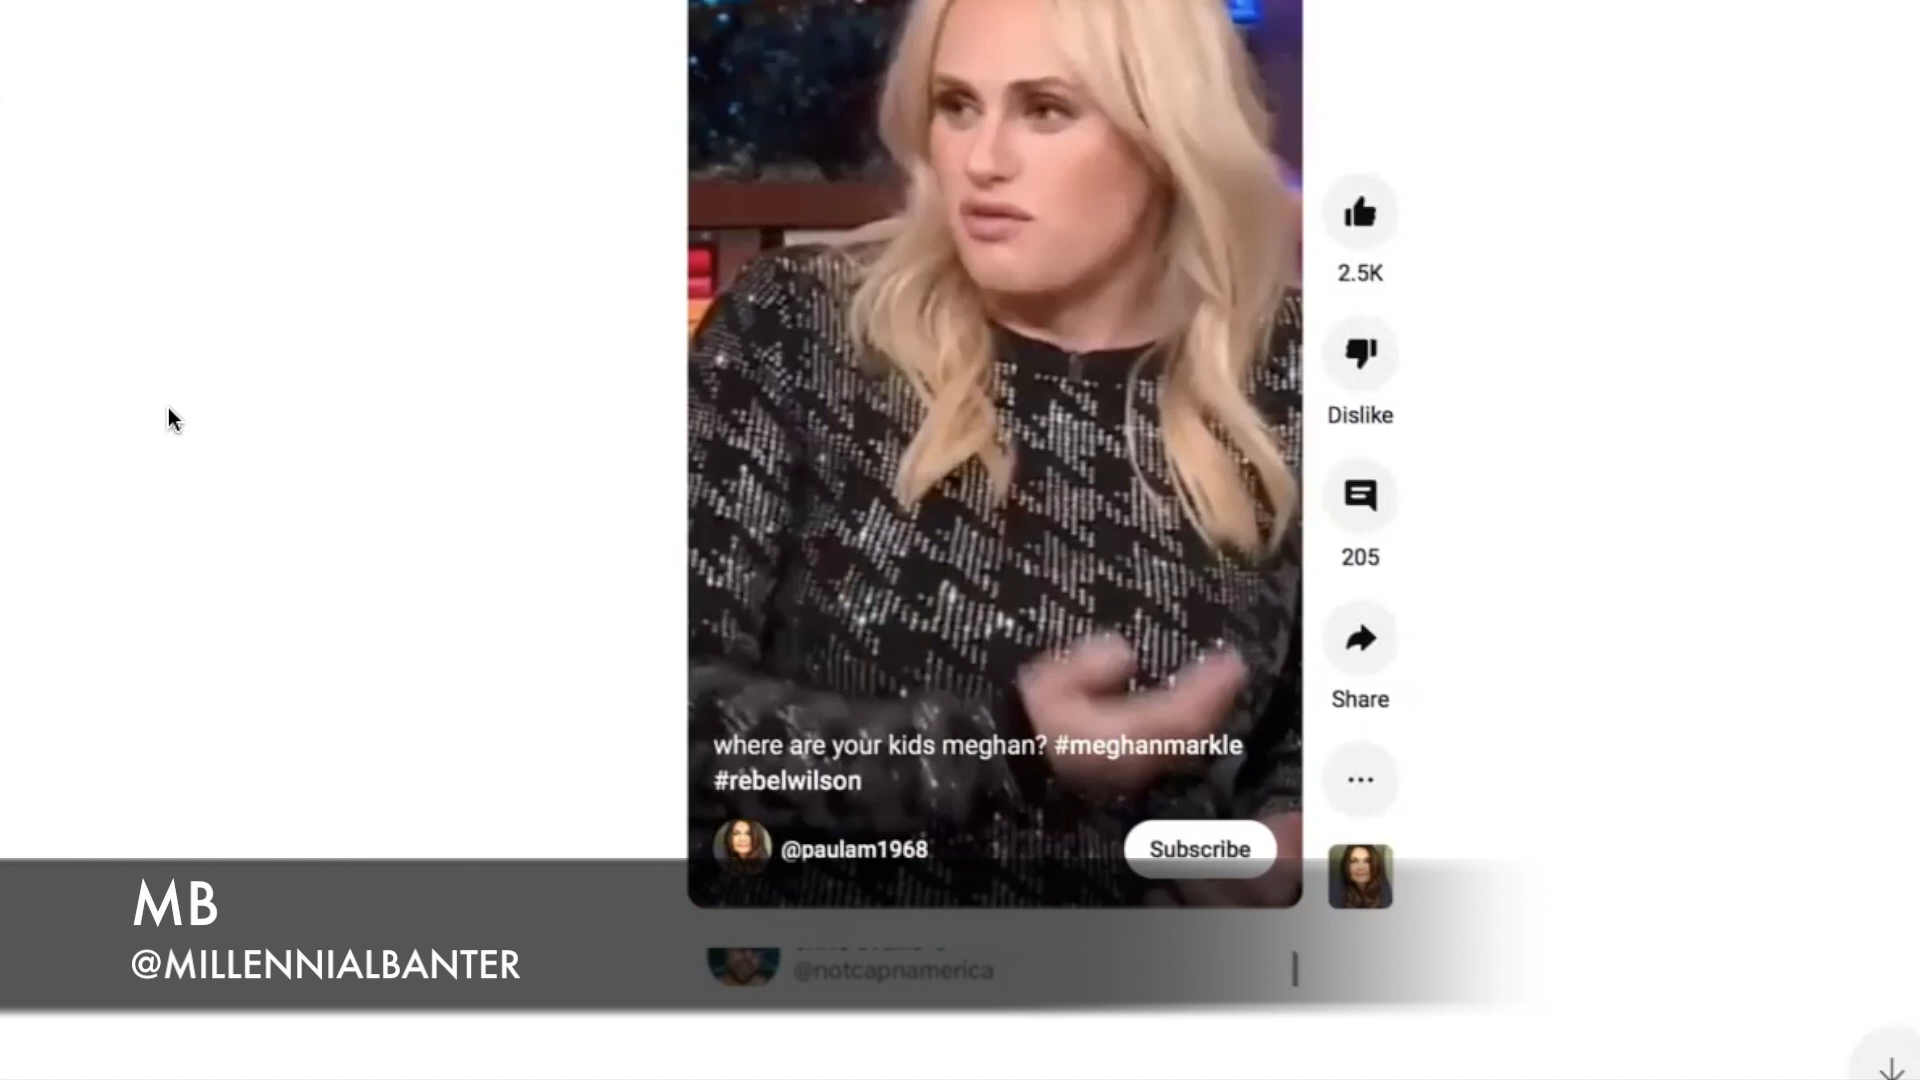 2.5K
Dislike
205
Share
where are your kids meghan? #meghanmarkle
#rebelwilson
@paulam1968
Subscribe
MB
@MILLENNIALBANTER
@notcapnamerica